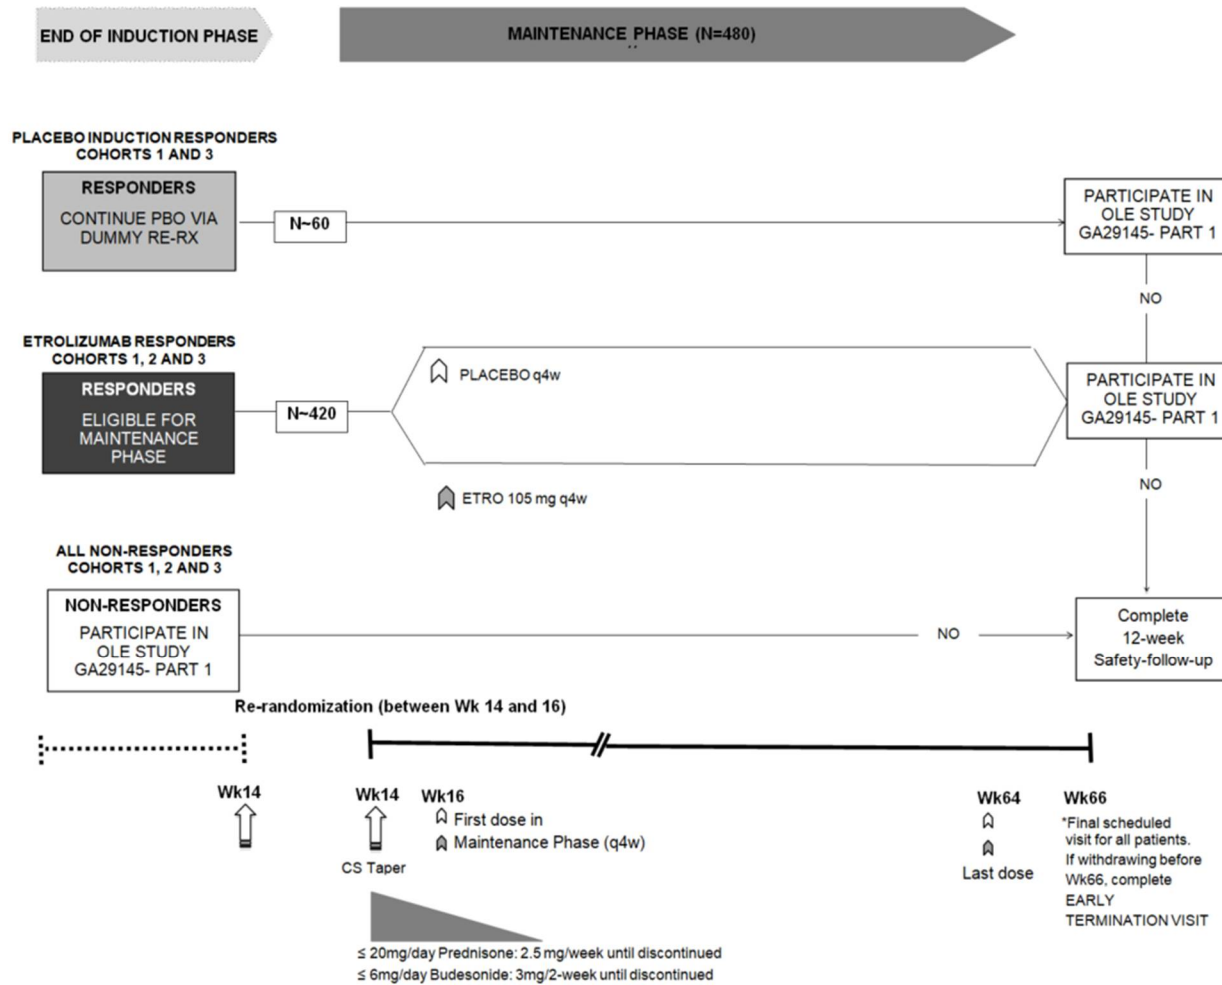 END OF INDUCTION PHASE
MAINTENANCE PHASE (N=480)
PLACEBO INDUCTION RESPONDERS
COHORTS 1 AND 3
RESPONDERS
CONTINUE PBO VIA
DUMMY RE-RX
N~60
PARTICIPATE IN
OLE STUDY
GA29145- PART 1
NO
ETROLIZUMAB RESPONDERS
COHORTS 1, 2 AND 3
RESPONDERS
ELIGIBLE FOR
MAINTENANCE
PHASE
N~420
PLACEBO q4w
ETRO 105 mg q4w
PARTICIPATE IN
OLE STUDY
GA29145- PART 1
NO
ALL NON-RESPONDERS
COHORTS 1, 2 AND 3
NON-RESPONDERS
PARTICIPATE IN
OLE STUDY
GA29145- PART 1
NO
Complete
12-week
Safety-follow-up
Re-randomization (between Wk 14 and 16)
Wk14
Wk14
CS Taper
Wk16
First dose in
Maintenance Phase (q4w)
Wk64
Last dose
Wk66
*Final scheduled
visit for all patients.
If withdrawing before
Wk66, complete
EARLY
TERMINATION VISIT
≤ 20mg/day Prednisone: 2.5 mg/week until discontinued
≤ 6mg/day Budesonide: 3mg/2-week until discontinued